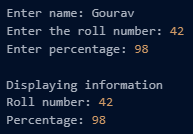 Enter name: Gourav
Enter the roll number: 42
Enter percentage: 98

Displaying information
Roll number: 42
Percentage: 98